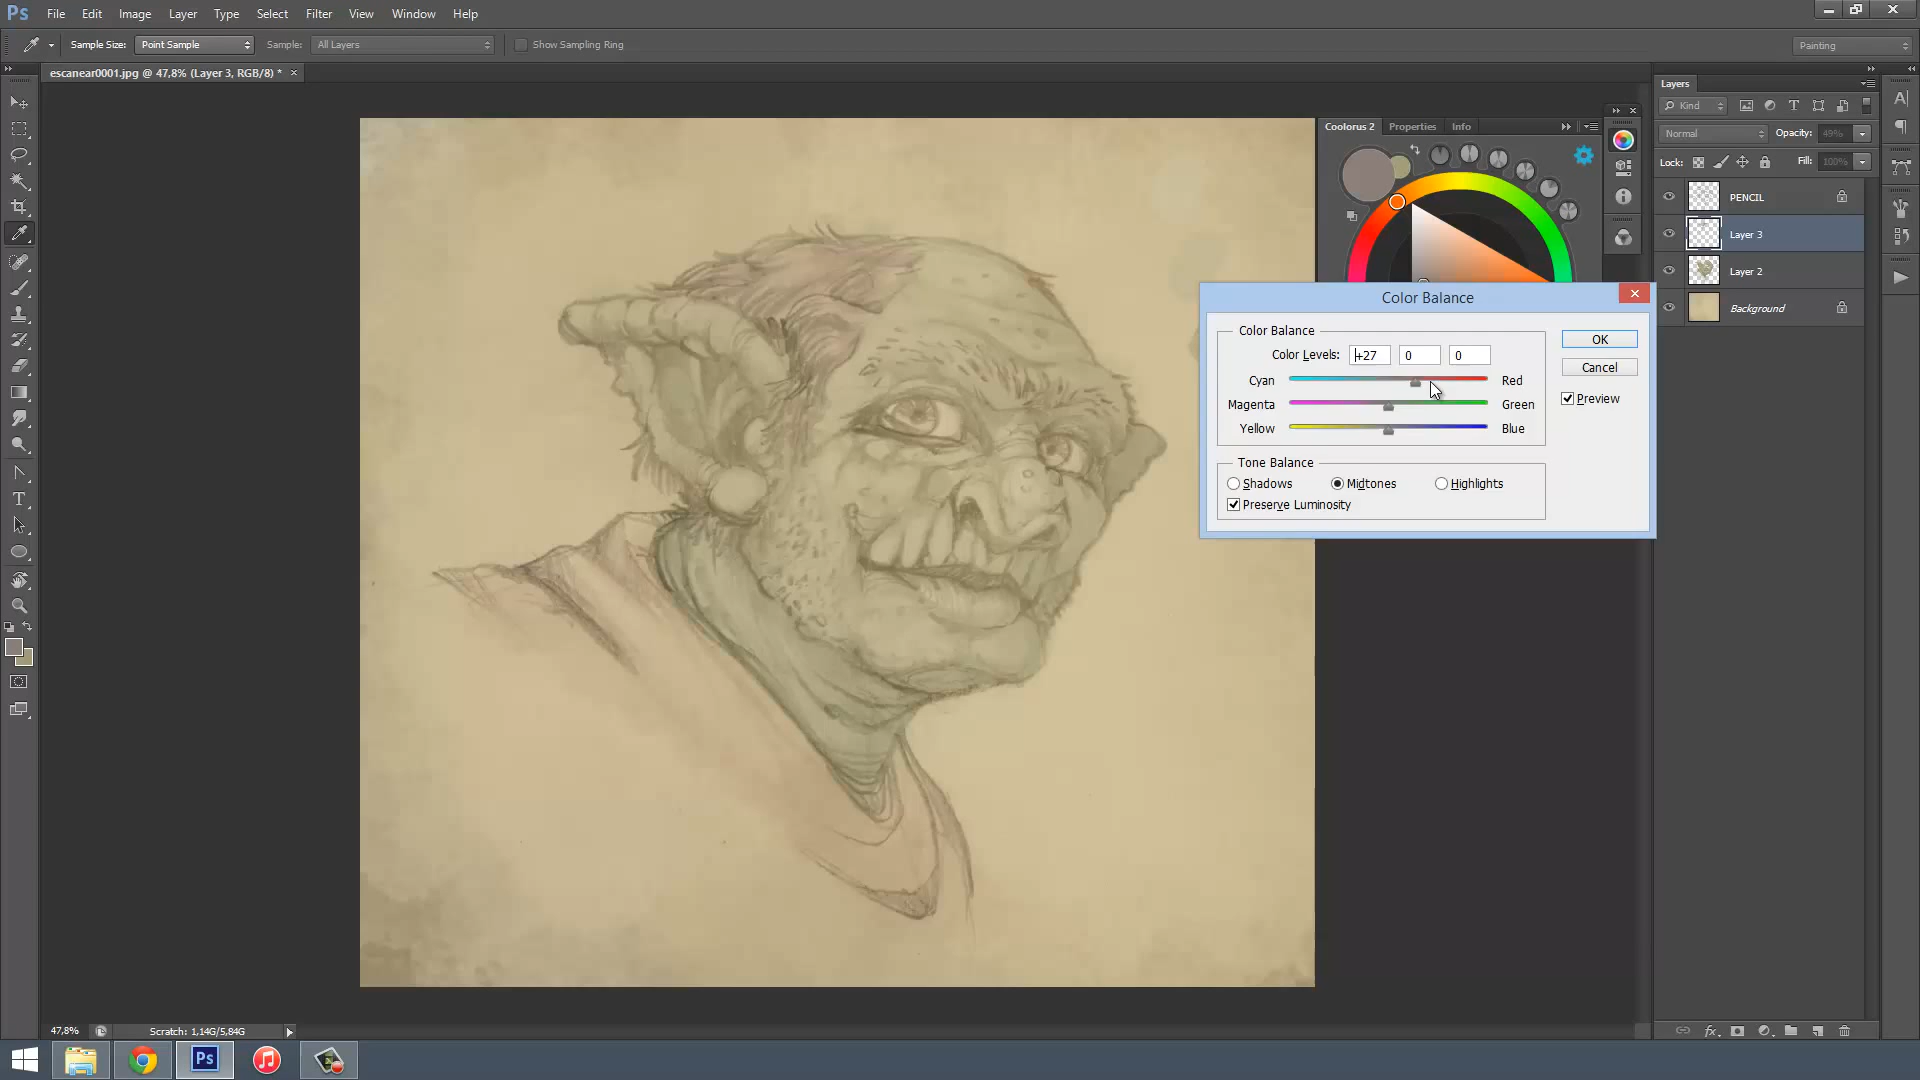 Ps File Edit Image Layer Type Select Filter View Window Help
Sample Size: Point Sample Sample: All Layers Show Sampling Ring Painting
escanear0001.jpg @ 47,8% (Layer 3, RGB/8) *
Layers
Kind
Normal Opacity: 49%
Lock: Fill: 100%
PENCIL
Layer 3
Layer 2
Background
Coolorus 2 Properties Info
Color Balance
Color Balance
Color Levels: +27 0 0
Cyan Red
Magenta Green
Yellow Blue
Tone Balance
Shadows Midtones Highlights
Preserve Luminosity
OK
Cancel
Preview
47,8% Scratch: 1,14G/5,84G
Ps